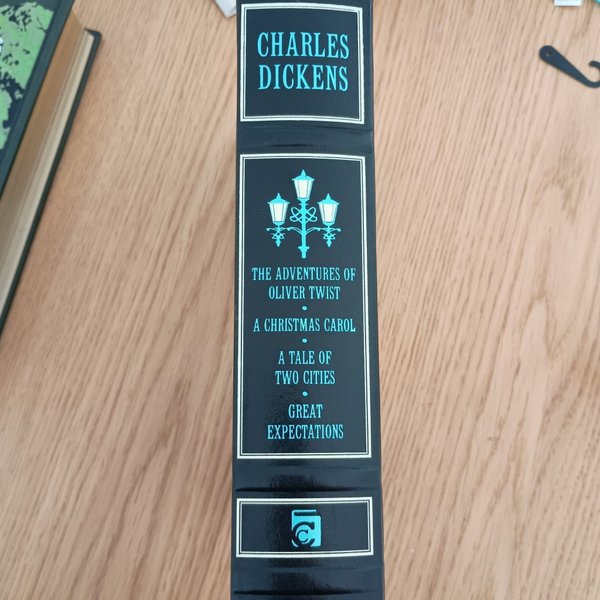 CHARLES
DICKENS
THE ADVENTURES OF
OLIVER TWIST
•
A CHRISTMAS CAROL
•
A TALE OF
TWO CITIES
•
GREAT
EXPECTATIONS
C